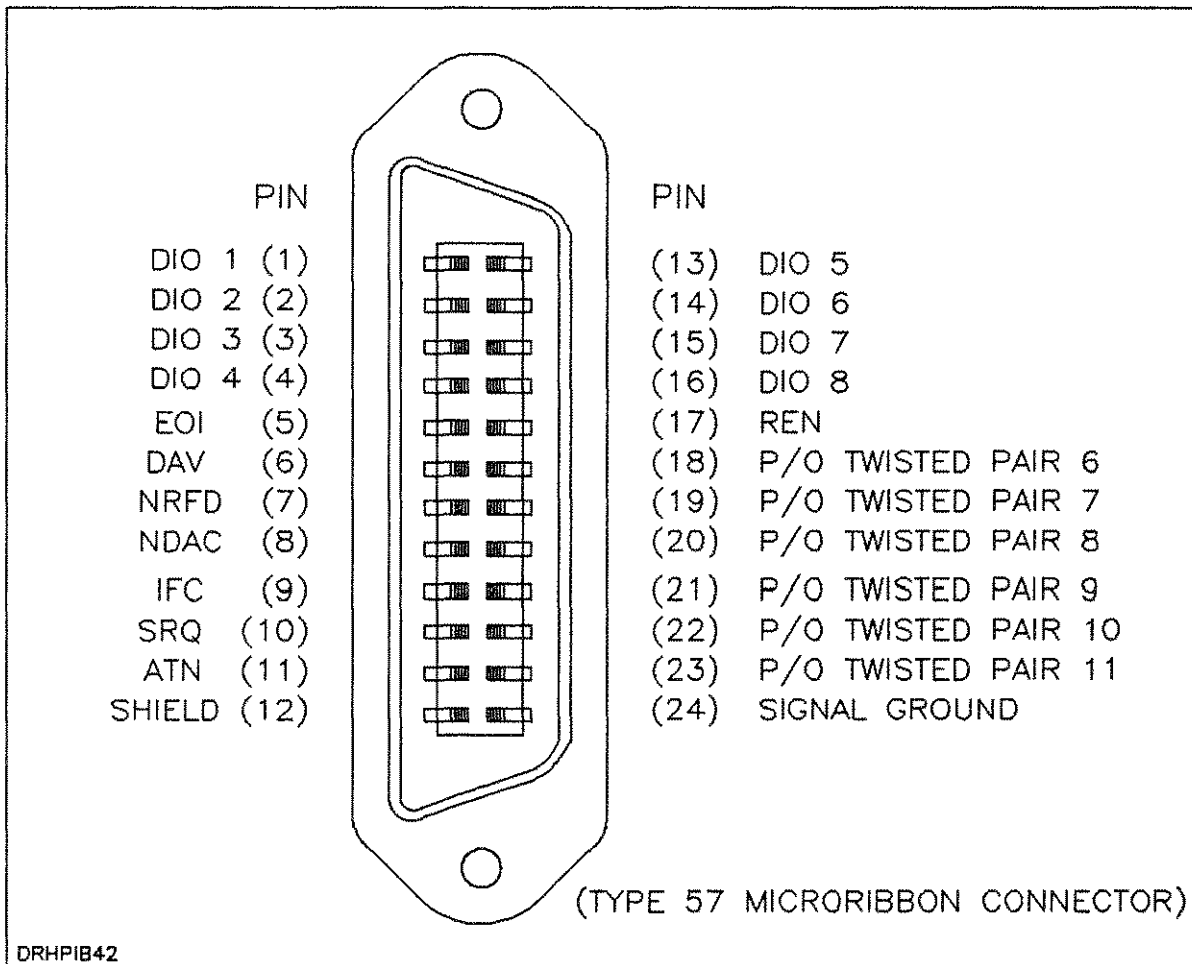 PIN PIN
DIO 1 (1) (13) DIO 5
DIO 2 (2) (14) DIO 6
DIO 3 (3) (15) DIO 7
DIO 4 (4) (16) DIO 8
EOI (5) (17) REN
DAV (6) (18) P/O TWISTED PAIR 6
NRFD (7) (19) P/O TWISTED PAIR 7
NDAC (8) (20) P/O TWISTED PAIR 8
IFC (9) (21) P/O TWISTED PAIR 9
SRQ (10) (22) P/O TWISTED PAIR 10
ATN (11) (23) P/O TWISTED PAIR 11
SHIELD (12) (24) SIGNAL GROUND
(TYPE 57 MICRORIBBON CONNECTOR)
DRHPIB42